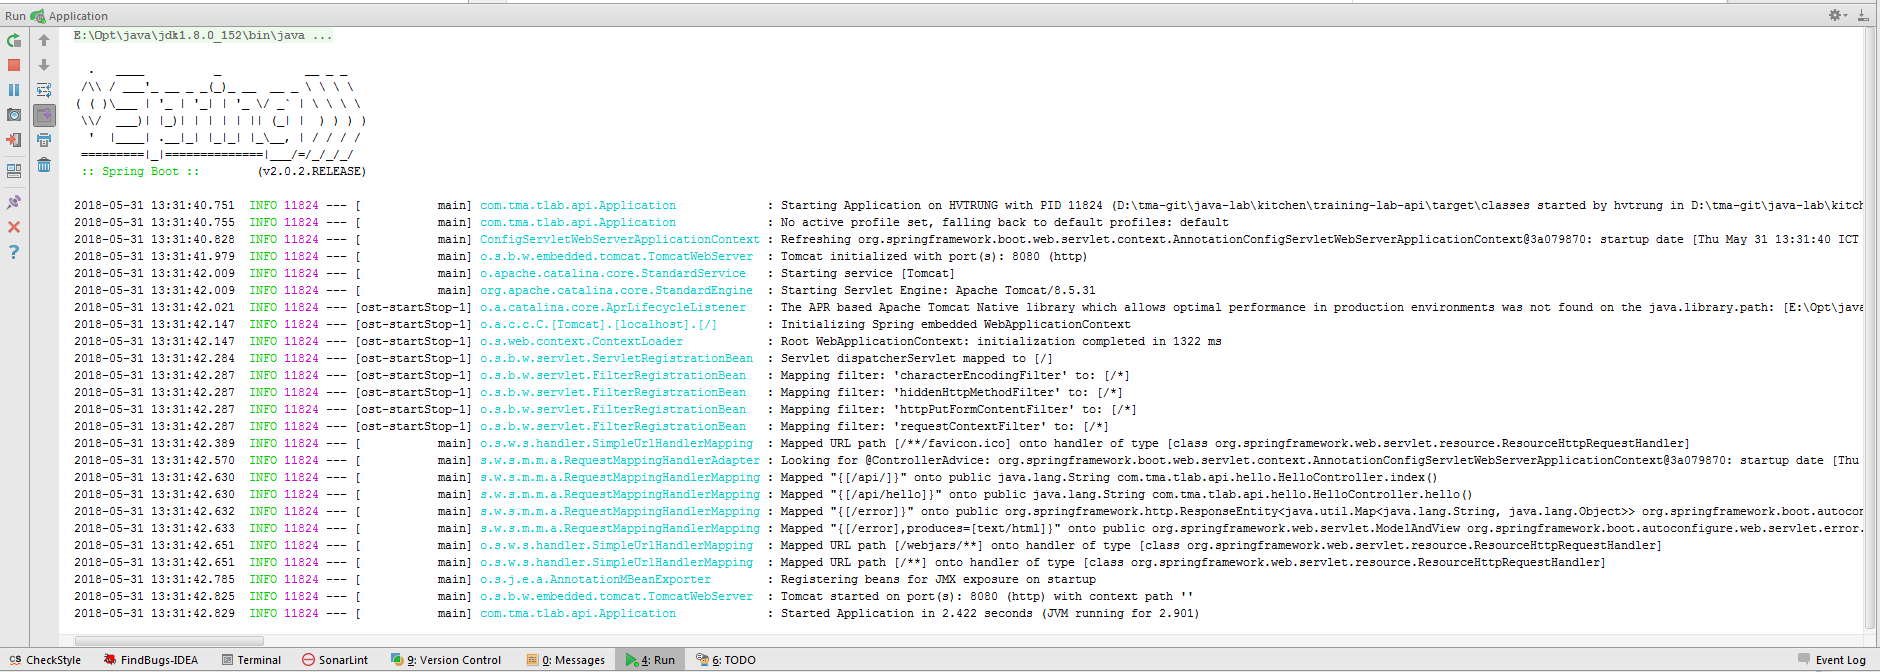 Run Application
E:\Opt\java\jdk1.8.0_152\bin\java ...
  .   ____          _            __ _ _
 /\\ / ___'_ __ _ _(_)_ __  __ _ \ \ \ \
( ( )\___ | '_ | '_| | '_ \/ _` | \ \ \ \
 \\/  ___)| |_)| | | | | || (_| |  ) ) ) )
  '  |____| .__|_| |_|_| |_\__, | / / / /
 =========|_|==============|___/=/_/_/_/
 :: Spring Boot ::        (v2.0.2.RELEASE)
2018-05-31 13:31:40.751  INFO 11824 --- [           main] com.tma.tlab.api.Application             : Starting Application on HVTRUNG with PID 11824 (D:\tma-git\java-lab\kitchen\training-lab-api\target\classes started by hvtrung in D:\tma-git\java-lab\kitch
2018-05-31 13:31:40.755  INFO 11824 --- [           main] com.tma.tlab.api.Application             : No active profile set, falling back to default profiles: default
2018-05-31 13:31:40.828  INFO 11824 --- [           main] ConfigServletWebServerApplicationContext : Refreshing org.springframework.boot.web.servlet.context.AnnotationConfigServletWebServerApplicationContext@3a079870: startup date [Thu May 31 13:31:40 ICT
2018-05-31 13:31:41.979  INFO 11824 --- [           main] o.s.b.w.embedded.tomcat.TomcatWebServer  : Tomcat initialized with port(s): 8080 (http)
2018-05-31 13:31:42.009  INFO 11824 --- [           main] o.apache.catalina.core.StandardService   : Starting service [Tomcat]
2018-05-31 13:31:42.009  INFO 11824 --- [           main] org.apache.catalina.core.StandardEngine  : Starting Servlet Engine: Apache Tomcat/8.5.31
2018-05-31 13:31:42.021  INFO 11824 --- [ost-startStop-1] o.a.catalina.core.AprLifecycleListener   : The APR based Apache Tomcat Native library which allows optimal performance in production environments was not found on the java.library.path: [E:\Opt\java
2018-05-31 13:31:42.147  INFO 11824 --- [ost-startStop-1] o.a.c.c.C.[Tomcat].[localhost].[/]       : Initializing Spring embedded WebApplicationContext
2018-05-31 13:31:42.147  INFO 11824 --- [ost-startStop-1] o.s.web.context.ContextLoader            : Root WebApplicationContext: initialization completed in 1322 ms
2018-05-31 13:31:42.284  INFO 11824 --- [ost-startStop-1] o.s.b.w.servlet.ServletRegistrationBean  : Servlet dispatcherServlet mapped to [/]
2018-05-31 13:31:42.287  INFO 11824 --- [ost-startStop-1] o.s.b.w.servlet.FilterRegistrationBean   : Mapping filter: 'characterEncodingFilter' to: [/*]
2018-05-31 13:31:42.287  INFO 11824 --- [ost-startStop-1] o.s.b.w.servlet.FilterRegistrationBean   : Mapping filter: 'hiddenHttpMethodFilter' to: [/*]
2018-05-31 13:31:42.287  INFO 11824 --- [ost-startStop-1] o.s.b.w.servlet.FilterRegistrationBean   : Mapping filter: 'httpPutFormContentFilter' to: [/*]
2018-05-31 13:31:42.287  INFO 11824 --- [ost-startStop-1] o.s.b.w.servlet.FilterRegistrationBean   : Mapping filter: 'requestContextFilter' to: [/*]
2018-05-31 13:31:42.389  INFO 11824 --- [           main] o.s.w.s.handler.SimpleUrlHandlerMapping  : Mapped URL path [/**/favicon.ico] onto handler of type [class org.springframework.web.servlet.resource.ResourceHttpRequestHandler]
2018-05-31 13:31:42.570  INFO 11824 --- [           main] s.w.s.m.m.a.RequestMappingHandlerAdapter : Looking for @ControllerAdvice: org.springframework.boot.web.servlet.context.AnnotationConfigServletWebServerApplicationContext@3a079870: startup date [Thu
2018-05-31 13:31:42.630  INFO 11824 --- [           main] s.w.s.m.m.a.RequestMappingHandlerMapping : Mapped "{[/api/]}" onto public java.lang.String com.tma.tlab.api.hello.HelloController.index()
2018-05-31 13:31:42.630  INFO 11824 --- [           main] s.w.s.m.m.a.RequestMappingHandlerMapping : Mapped "{[/api/hello]}" onto public java.lang.String com.tma.tlab.api.hello.HelloController.hello()
2018-05-31 13:31:42.632  INFO 11824 --- [           main] s.w.s.m.m.a.RequestMappingHandlerMapping : Mapped "{[/error]}" onto public org.springframework.http.ResponseEntity<java.util.Map<java.lang.String, java.lang.Object>> org.springframework.boot.autoconf
2018-05-31 13:31:42.633  INFO 11824 --- [           main] s.w.s.m.m.a.RequestMappingHandlerMapping : Mapped "{[/error],produces=[text/html]}" onto public org.springframework.web.servlet.ModelAndView org.springframework.boot.autoconfigure.web.servlet.error.
2018-05-31 13:31:42.651  INFO 11824 --- [           main] o.s.w.s.handler.SimpleUrlHandlerMapping  : Mapped URL path [/webjars/**] onto handler of type [class org.springframework.web.servlet.resource.ResourceHttpRequestHandler]
2018-05-31 13:31:42.651  INFO 11824 --- [           main] o.s.w.s.handler.SimpleUrlHandlerMapping  : Mapped URL path [/**] onto handler of type [class org.springframework.web.servlet.resource.ResourceHttpRequestHandler]
2018-05-31 13:31:42.785  INFO 11824 --- [           main] o.s.j.e.a.AnnotationMBeanExporter        : Registering beans for JMX exposure on startup
2018-05-31 13:31:42.825  INFO 11824 --- [           main] o.s.b.w.embedded.tomcat.TomcatWebServer  : Tomcat started on port(s): 8080 (http) with context path ''
2018-05-31 13:31:42.829  INFO 11824 --- [           main] com.tma.tlab.api.Application             : Started Application in 2.422 seconds (JVM running for 2.901)
CheckStyle FindBugs-IDEA Terminal SonarLint 9: Version Control 0: Messages 4: Run 6: TODO Event Log